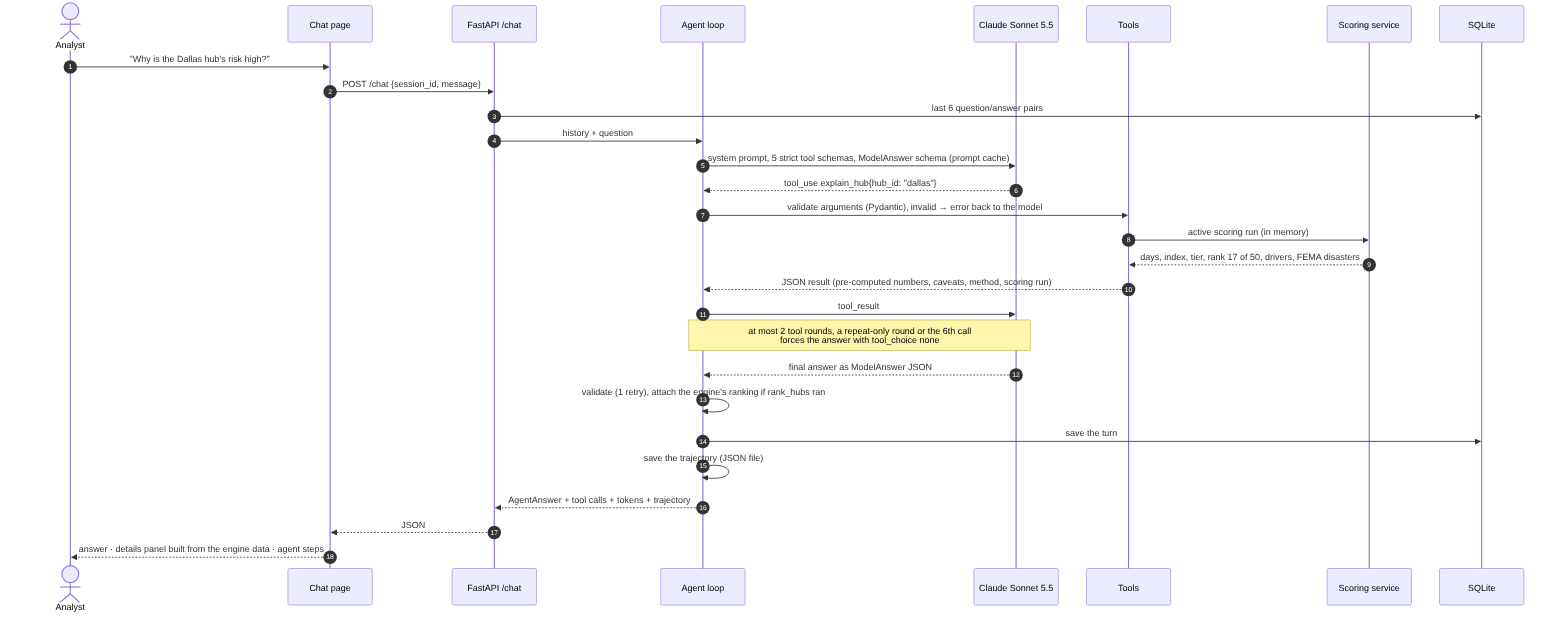 Analyst
Chat page
FastAPI /chat
Agent loop
Claude Sonnet 5.5
Tools
Scoring service
SQLite
1 "Why is the Dallas hub's risk high?"
2 POST /chat {session_id, message}
3 last 6 question/answer pairs
4 history + question
5 system prompt, 5 strict tool schemas, ModelAnswer schema (prompt cache)
6 tool_use explain_hub{hub_id: "dallas"}
7 validate arguments (Pydantic), invalid → error back to the model
8 active scoring run (in memory)
9 days, index, tier, rank 17 of 50, drivers, FEMA disasters
10 JSON result (pre-computed numbers, caveats, method, scoring run)
11 tool_result
at most 2 tool rounds, a repeat-only round or the 6th call
forces the answer with tool_choice none
12 final answer as ModelAnswer JSON
13 validate (1 retry), attach the engine's ranking if rank_hubs ran
14 save the turn
15 save the trajectory (JSON file)
16 AgentAnswer + tool calls + tokens + trajectory
17 JSON
18 answer · details panel built from the engine data · agent steps
Analyst
Chat page
FastAPI /chat
Agent loop
Claude Sonnet 5.5
Tools
Scoring service
SQLite